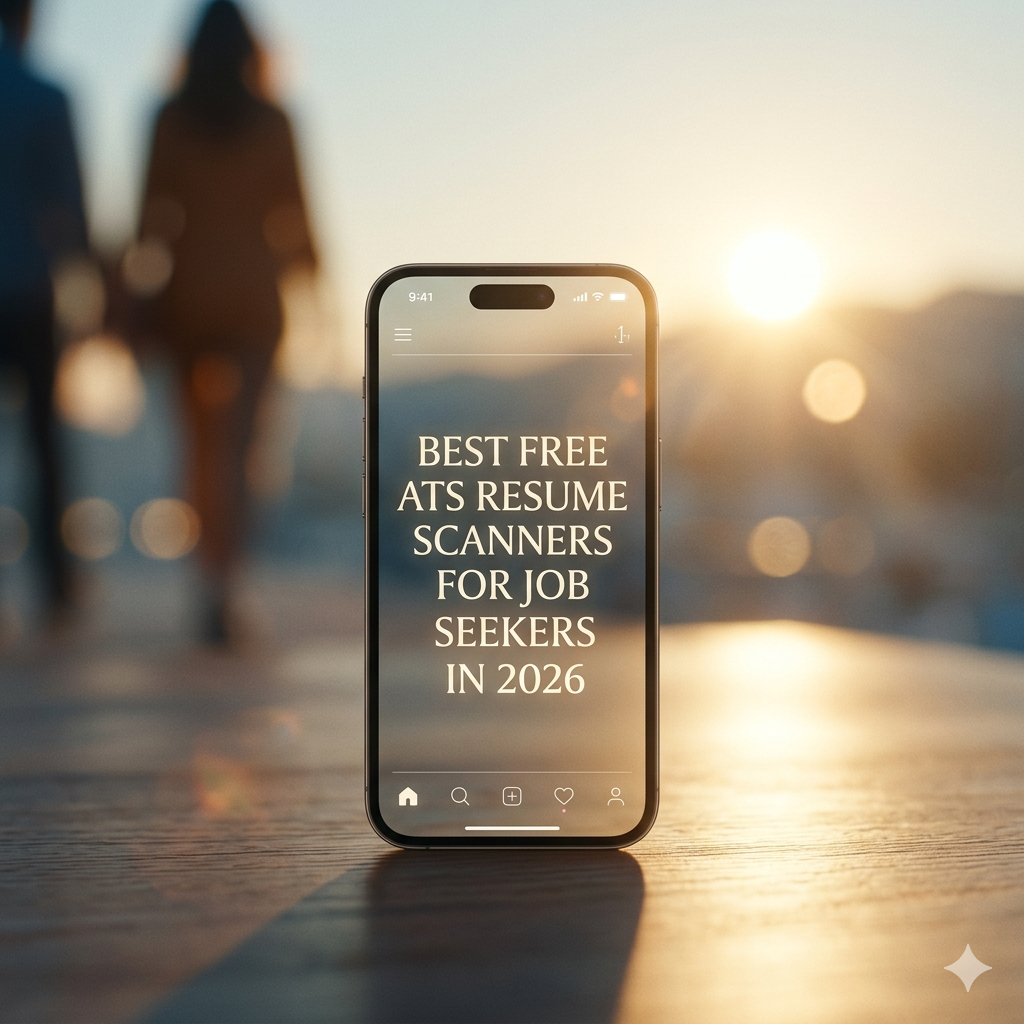 9:41
BEST FREE
ATS RESUME
SCANNERS
FOR JOB
SEEKERS
IN 2026